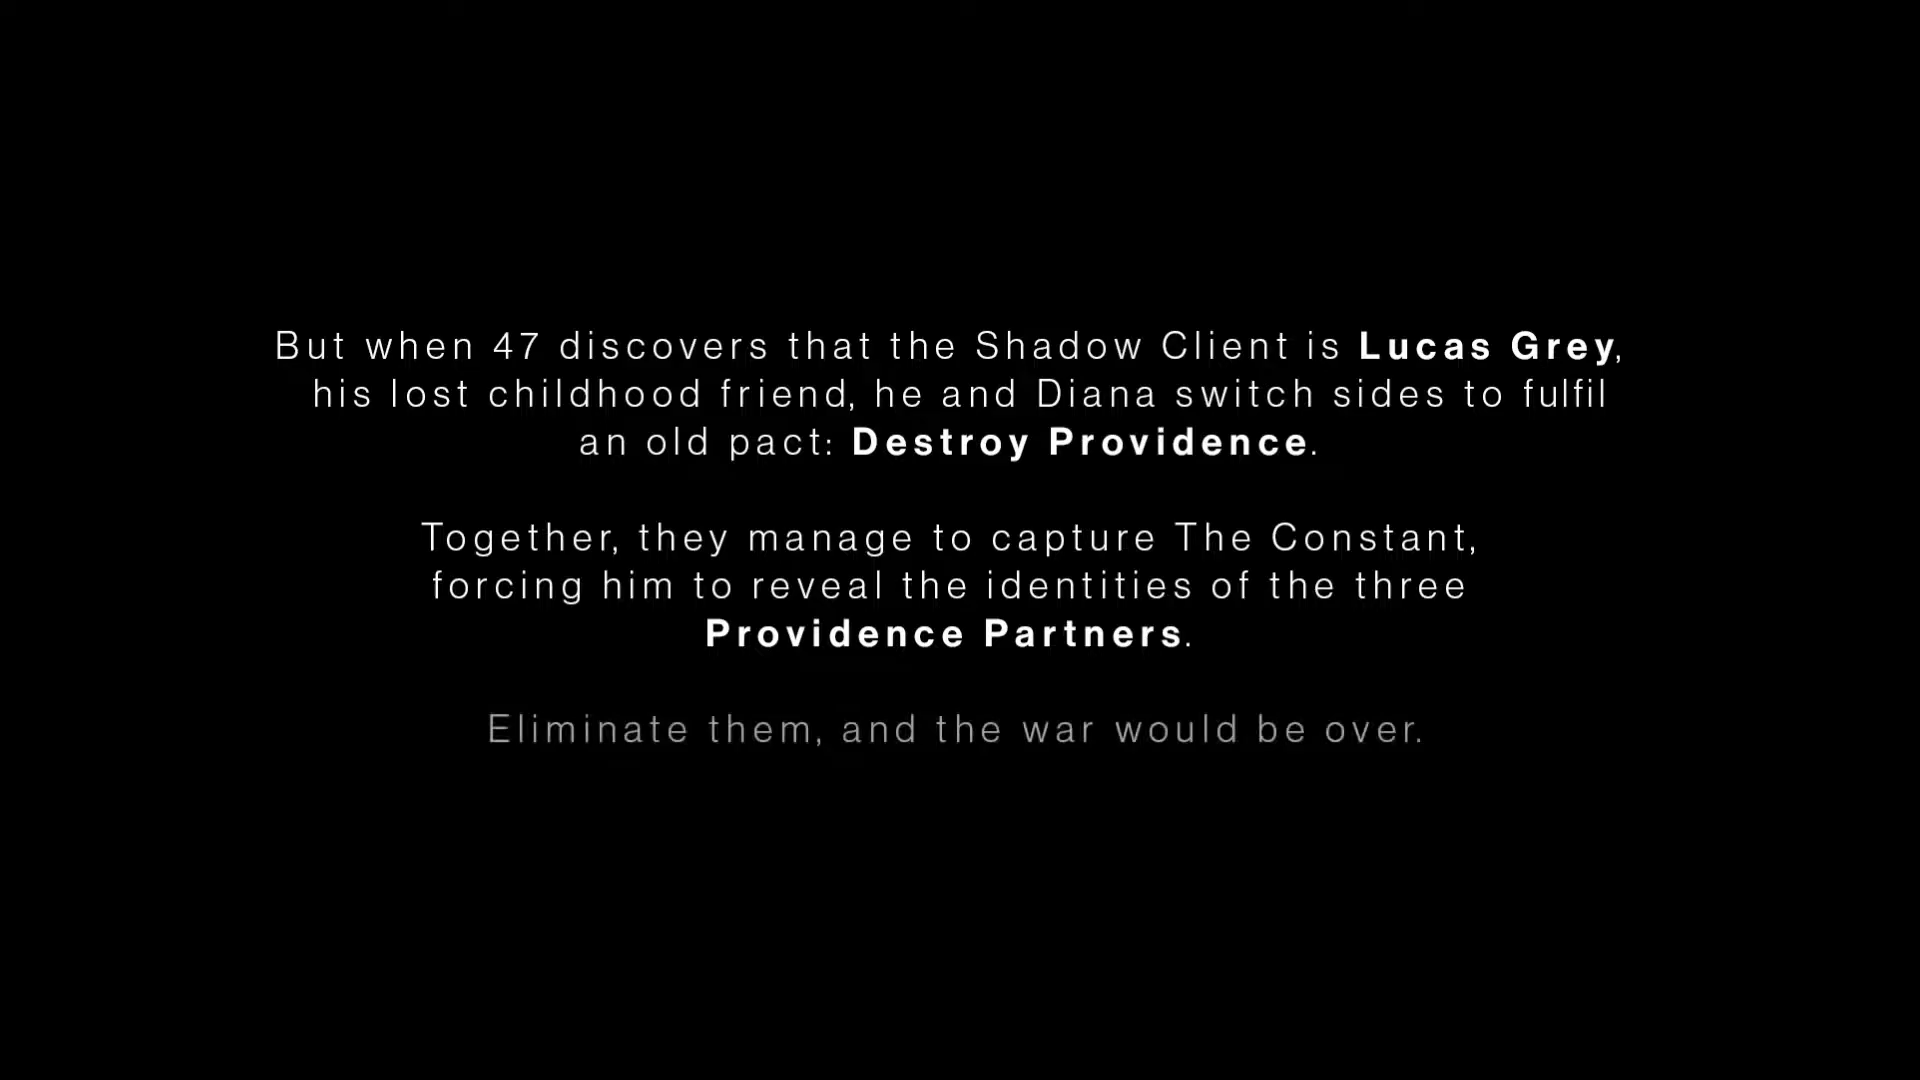 But when 47 discovers that the Shadow Client is Lucas Grey,
his lost childhood friend, he and Diana switch sides to fulfil
an old pact: Destroy Providence.
Together, they manage to capture The Constant,
forcing him to reveal the identities of the three
Providence Partners.
Eliminate them, and the war would be over.